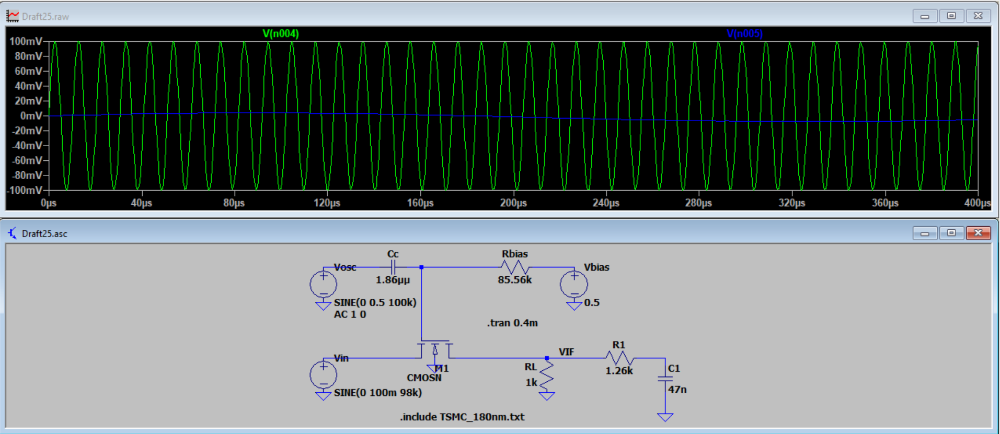 Draft25.raw
V(n004) V(n005)
100mV
80mV
60mV
40mV
20mV
0mV
-20mV
-40mV
-60mV
-80mV
-100mV
0µs 40µs 80µs 120µs 160µs 200µs 240µs 280µs 320µs 360µs 400µs
Draft25.asc
Cc Rbias
Vosc Vbias
1.86µµ 85.56k
SINE(0 0.5 100k) 0.5
AC 1 0
.tran 0.4m
R1
VIF
Vin
RL M1 1.26k C1
CMOSN
1k
47n
SINE(0 100m 98k)
.include TSMC_180nm.txt